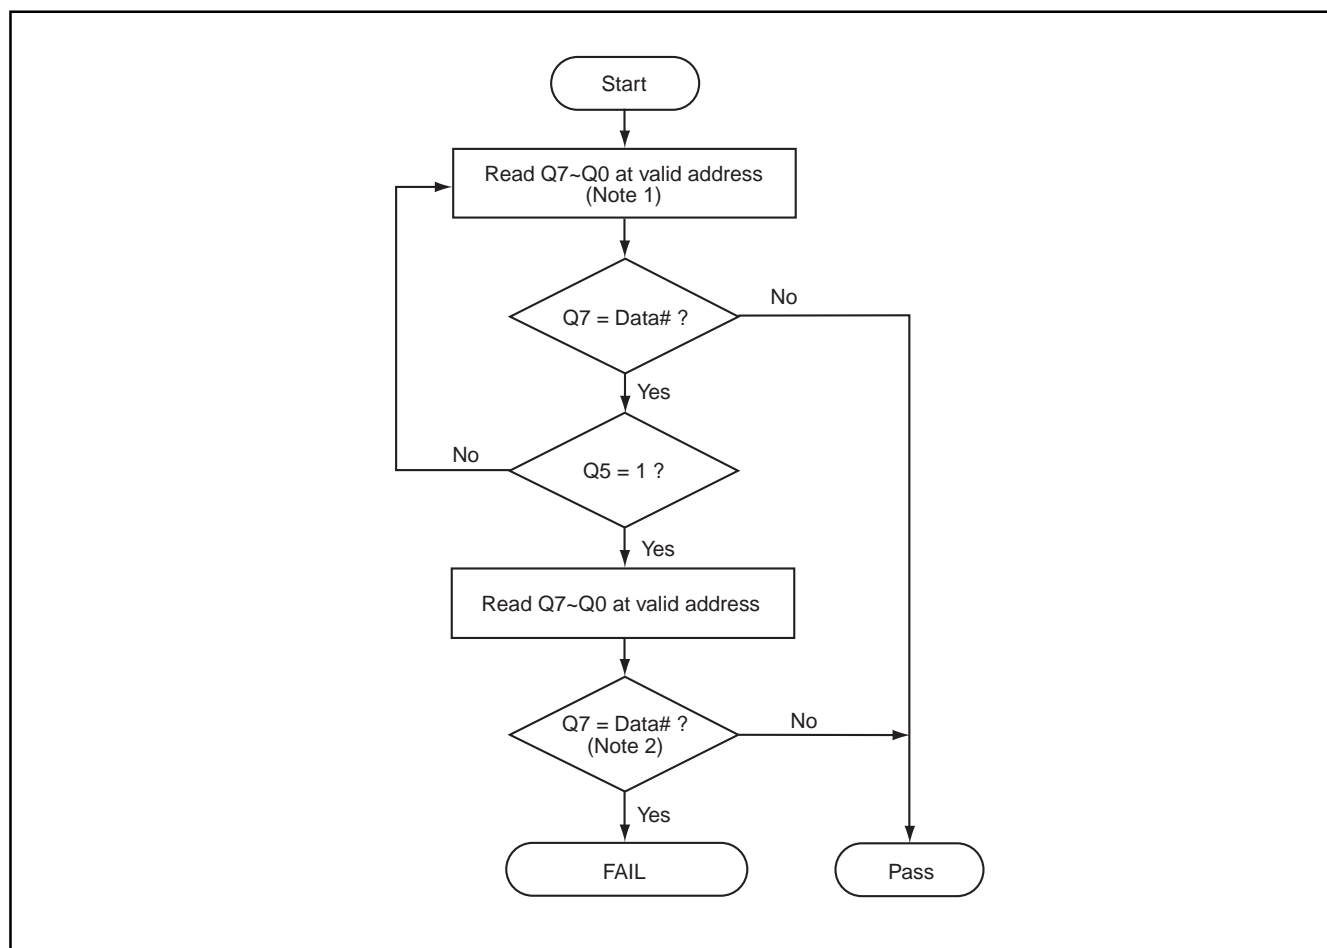 Start
Read Q7~Q0 at valid address
(Note 1)
No
Q7 = Data# ?
Yes
No
Q5 = 1 ?
Yes
Read Q7~Q0 at valid address
Q7 = Data# ?
(Note 2)
No
Yes
FAIL
Pass